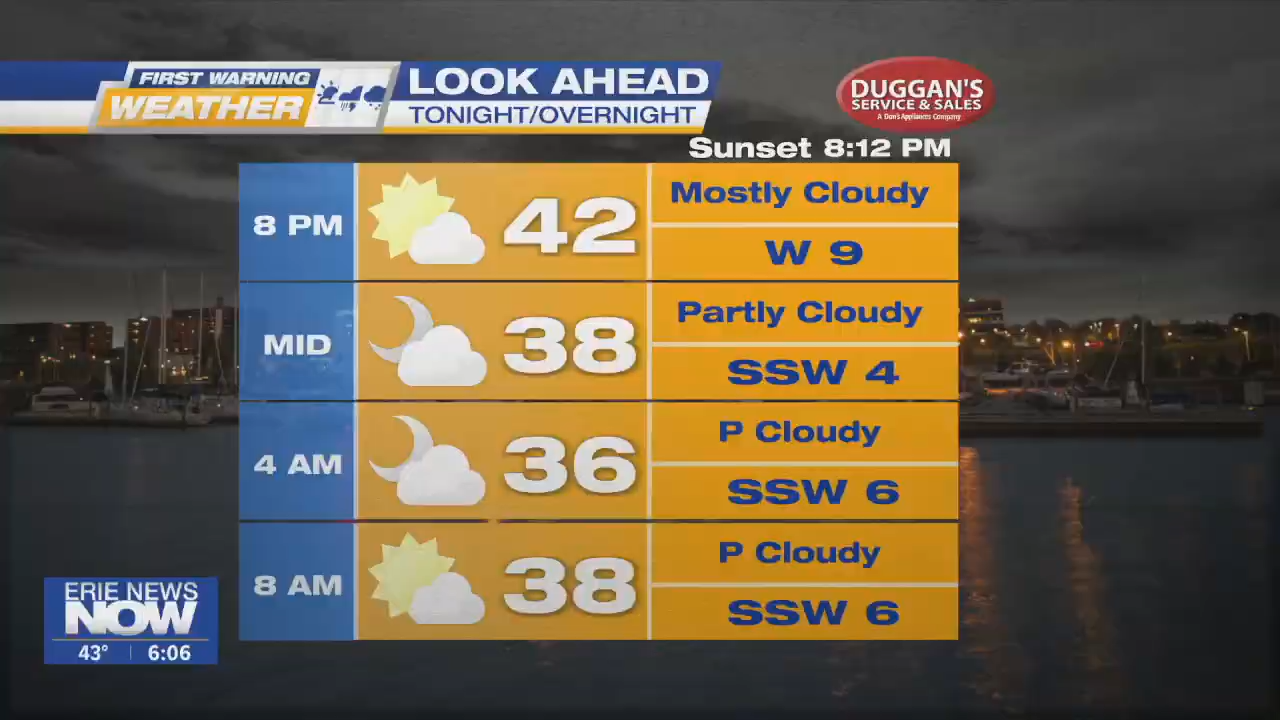 FIRST WARNING
WEATHER
LOOK AHEAD
TONIGHT/OVERNIGHT
DUGGAN'S
SERVICE & SALES
A Don's Appliances Company
Sunset 8:12 PM
8 PM
42
Mostly Cloudy
W 9
MID
38
Partly Cloudy
SSW 4
4 AM
36
P Cloudy
SSW 6
8 AM
38
P Cloudy
SSW 6
ERIE NEWS
NOW
43° 6:06